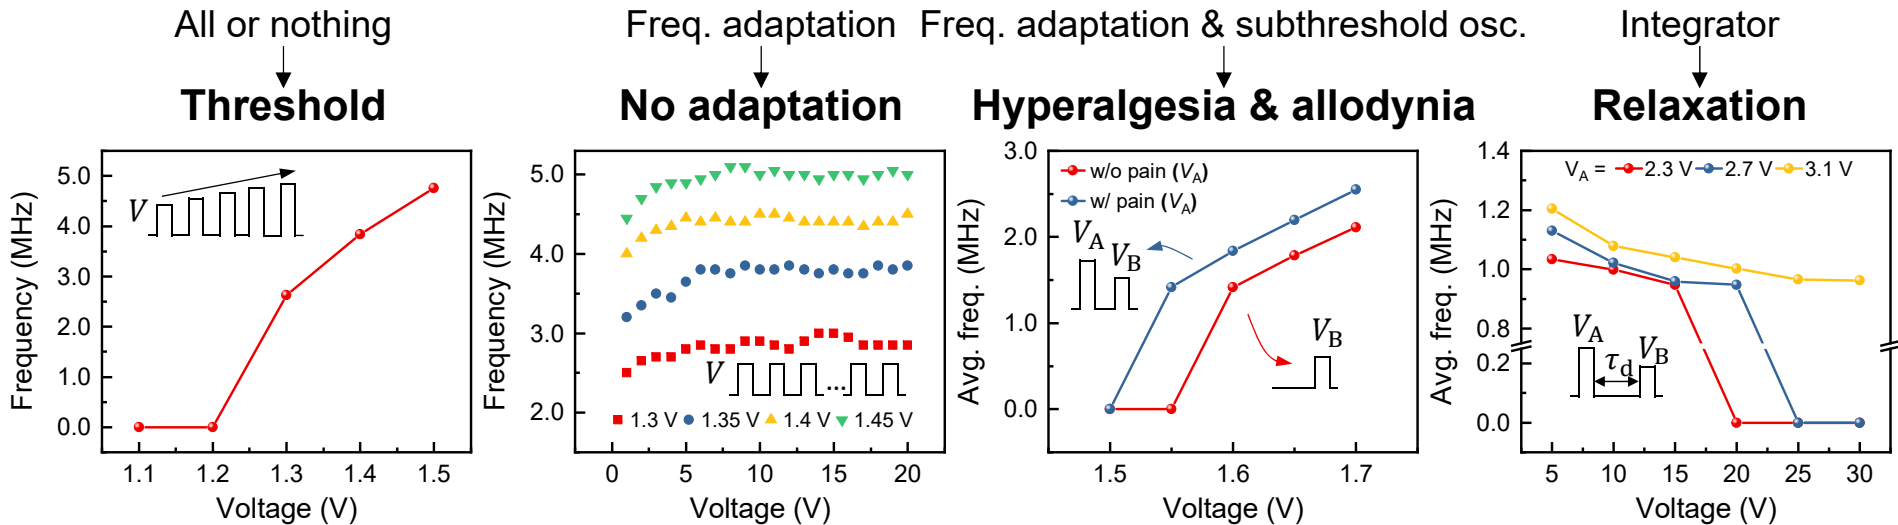 All or nothing
Threshold
Frequency (MHz)
5.0
4.0
3.0
2.0
1.0
0.0
V
1.1 1.2 1.3 1.4 1.5
Voltage (V)
Freq. adaptation
No adaptation
Frequency (MHz)
5.0
4.0
3.0
2.0
V
...
1.3 V 1.35 V 1.4 V 1.45 V
0 5 10 15 20
Voltage (V)
Freq. adaptation & subthreshold osc.
Hyperalgesia & allodynia
Avg. freq. (MHz)
3.0
2.0
1.0
0.0
w/o pain (VA)
w/ pain (VA)
VA
VB
VB
1.5 1.6 1.7
Voltage (V)
Integrator
Relaxation
Avg. freq. (MHz)
1.4
1.2
1.0
0.8
0.2
0.0
VA = 2.3 V 2.7 V 3.1 V
VA
τd
VB
5 10 15 20 25 30
Voltage (V)